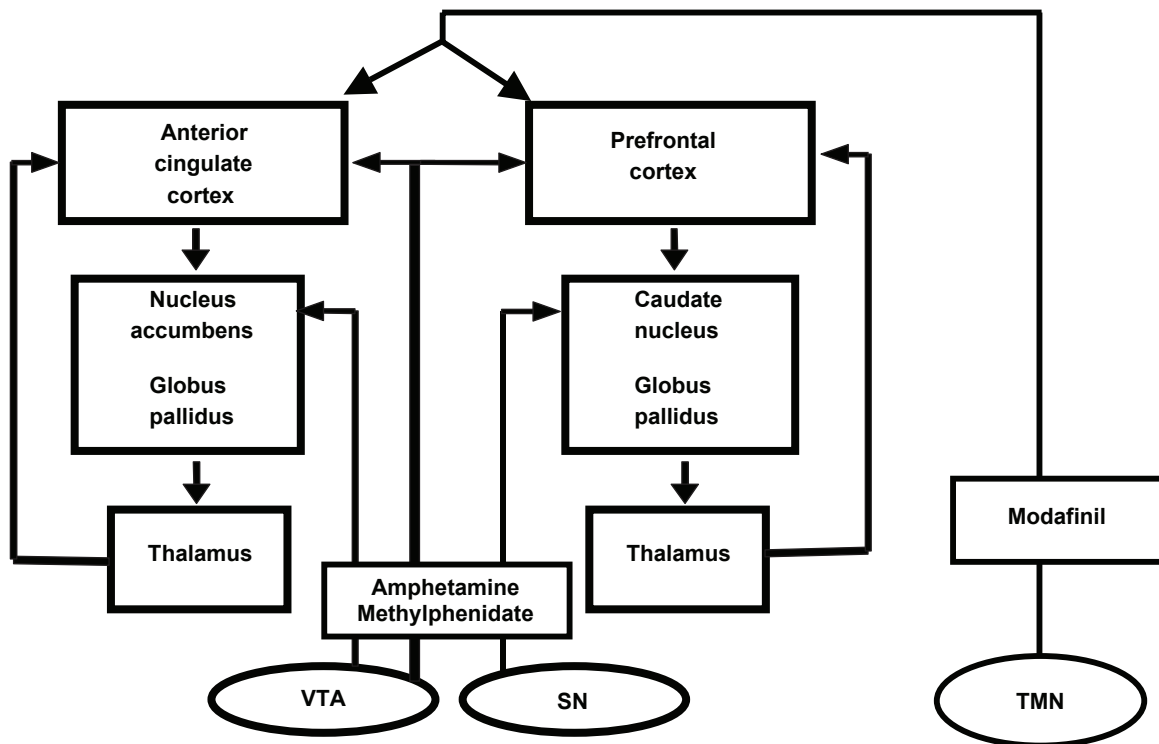 Anterior
cingulate
cortex
Prefrontal
cortex
Nucleus
accumbens
Globus
pallidus
Caudate
nucleus
Globus
pallidus
Thalamus
Thalamus
Modafinil
Amphetamine
Methylphenidate
VTA
SN
TMN